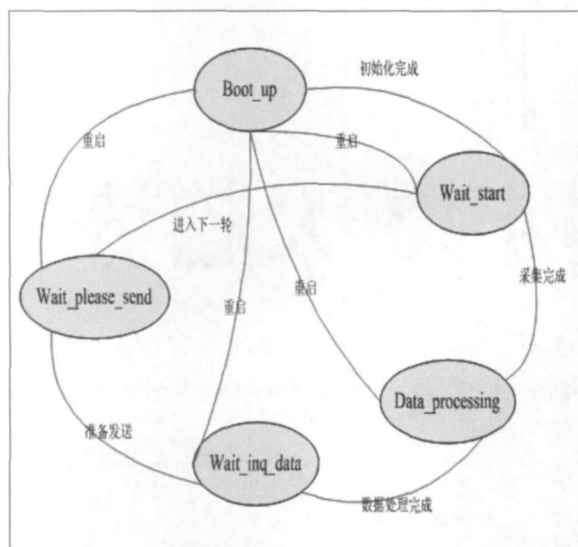 初始化完成
Boot_up
重启
重启
Wait_start
进入下一轮
采集完成
Wait_please_send
重启
重启
Data_processing
准备发送
Wait_inq_data
数据处理完成